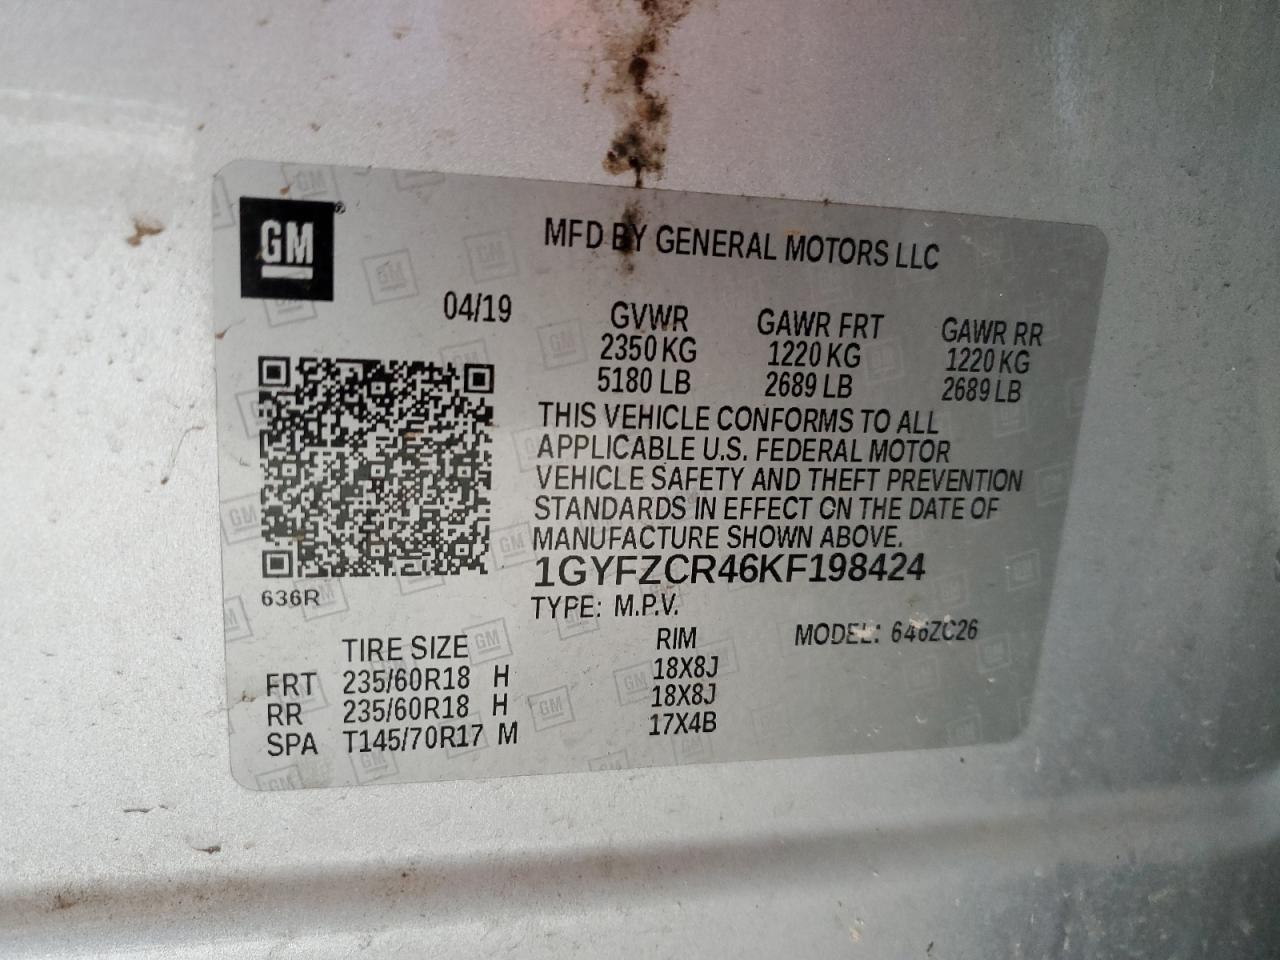 GM ®
MFD BY GENERAL MOTORS LLC
04/19
GVWR GAWR FRT GAWR RR
2350 KG 1220 KG 1220 KG
5180 LB 2689 LB 2689 LB
THIS VEHICLE CONFORMS TO ALL
APPLICABLE U.S. FEDERAL MOTOR
VEHICLE SAFETY AND THEFT PREVENTION
STANDARDS IN EFFECT ON THE DATE OF
MANUFACTURE SHOWN ABOVE.
1GYFZCR46KF198424
636R
TYPE: M.P.V.
MODEL: 646ZC26
TIRE SIZE RIM
FRT 235/60R18 H 18X8J
RR 235/60R18 H 18X8J
SPA T145/70R17 M 17X4B